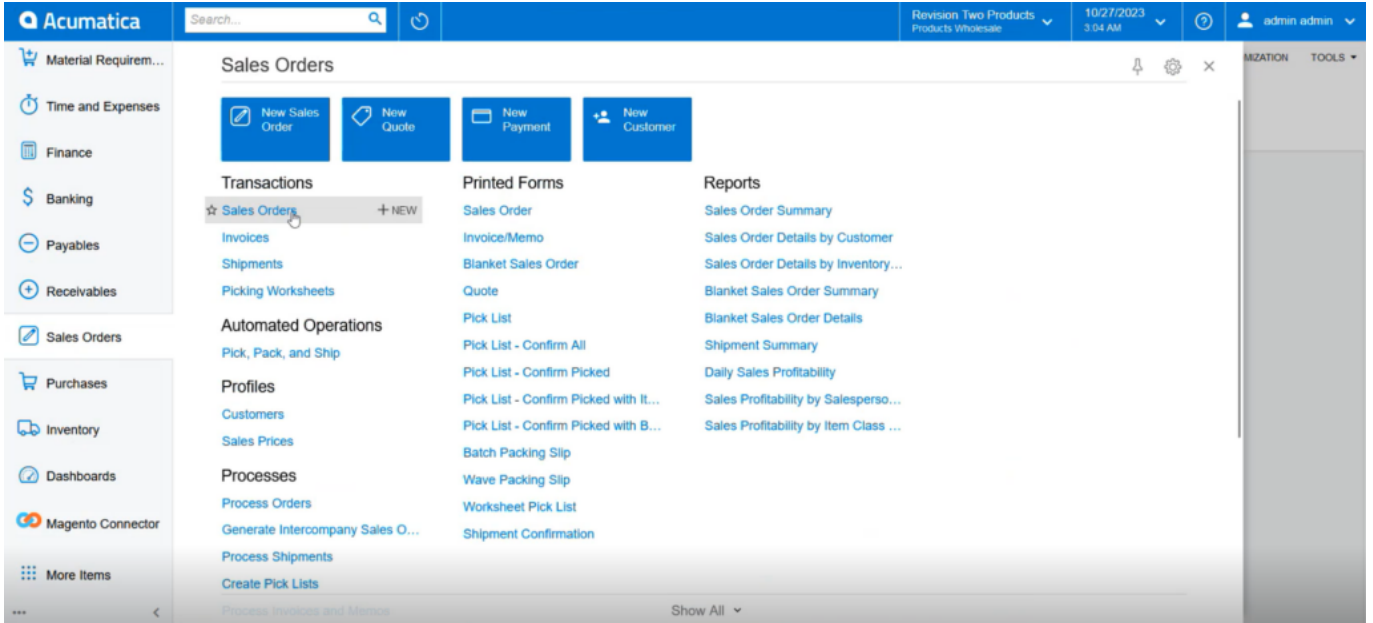 Acumatica
Search...
Revision Two Products
Products Wholesale
10/27/2023
3:04 AM
admin admin
Material Requirem...
Time and Expenses
Finance
Banking
Payables
Receivables
Sales Orders
Purchases
Inventory
Dashboards
Magento Connector
More Items
Sales Orders
MIZATION
TOOLS
New Sales
Order
New
Quote
New
Payment
New
Customer
Transactions
Sales Orders
+ NEW
Invoices
Shipments
Picking Worksheets
Automated Operations
Pick, Pack, and Ship
Profiles
Customers
Sales Prices
Processes
Process Orders
Generate Intercompany Sales O...
Process Shipments
Create Pick Lists
Process Invoices and Memos
Printed Forms
Sales Order
Invoice/Memo
Blanket Sales Order
Quote
Pick List
Pick List - Confirm All
Pick List - Confirm Picked
Pick List - Confirm Picked with It...
Pick List - Confirm Picked with B...
Batch Packing Slip
Wave Packing Slip
Worksheet Pick List
Shipment Confirmation
Reports
Sales Order Summary
Sales Order Details by Customer
Sales Order Details by Inventory...
Blanket Sales Order Summary
Blanket Sales Order Details
Shipment Summary
Daily Sales Profitability
Sales Profitability by Salesperso...
Sales Profitability by Item Class ...
Show All